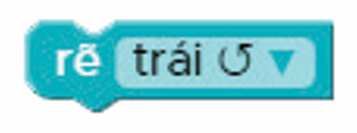 rẽ trái ↺ ▼